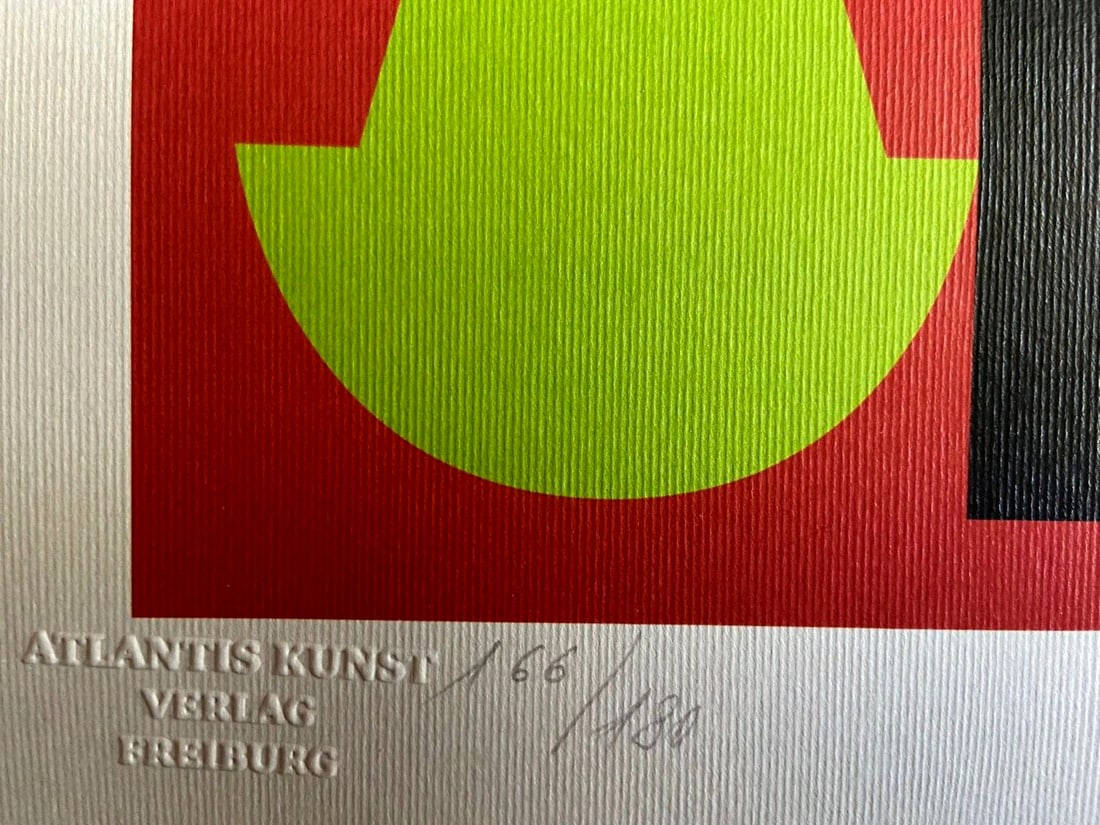 ATLANTIS KUNST
VERLAG
FREIBURG
166/180